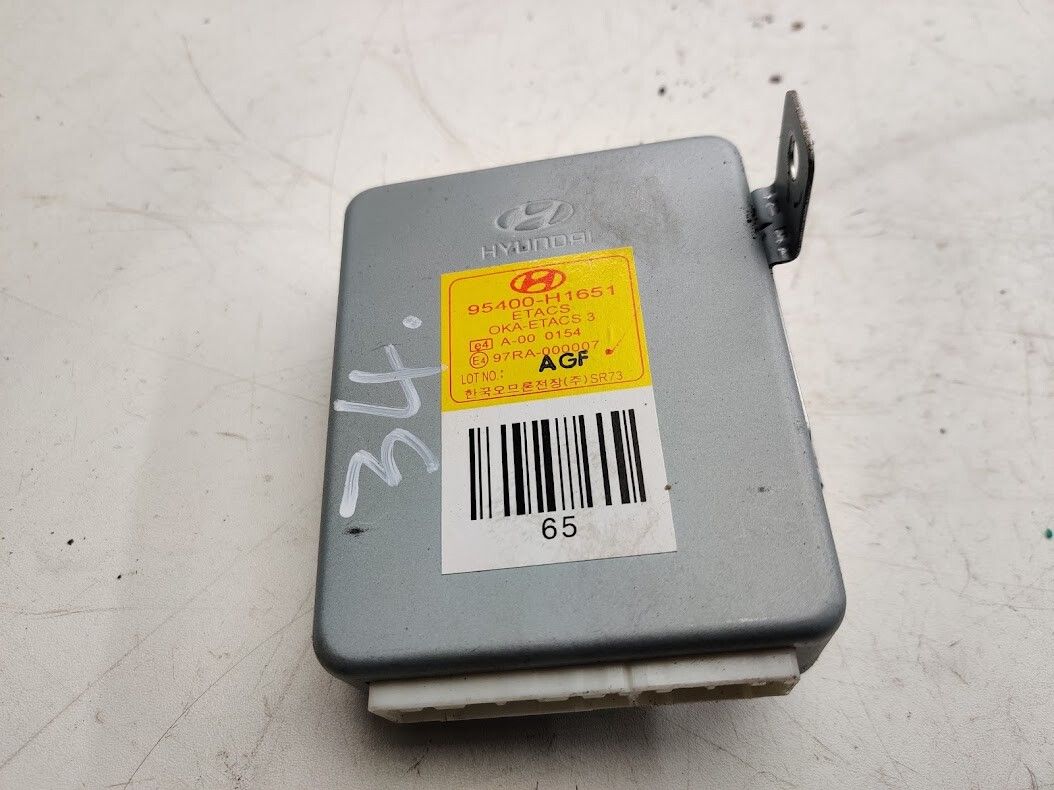 HYUNDAI
95400-H1651
ETACS
OKA-ETACS 3
e4 A-00 0154
E4 97RA-000007
LOT NO.: AGF
한국오므론전장(주) SR73
65
34.